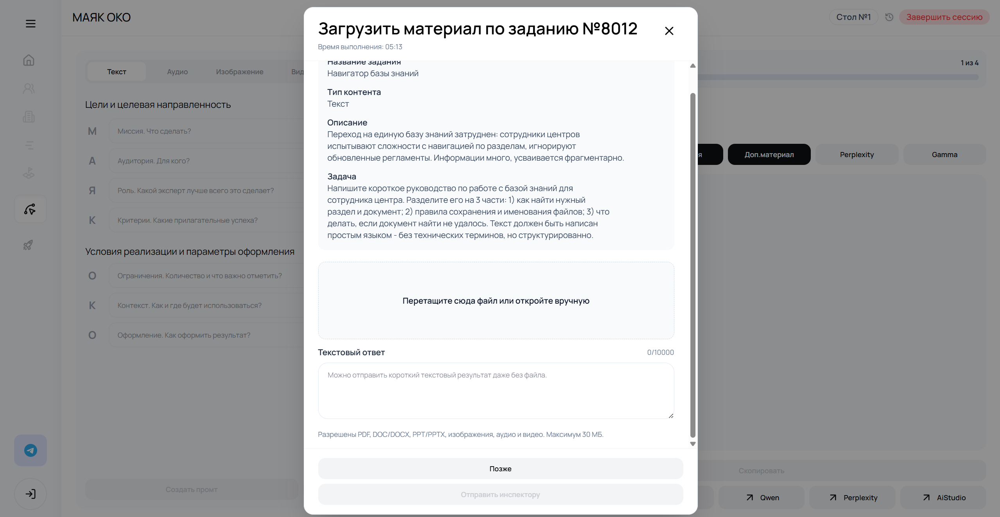 МАЯК ОКО
Стол №1
Завершить сессию
Текст
Аудио
Изображение
Вид
Цели и целевая направленность
М
Миссия. Что сделать?
А
Аудитория. Для кого?
Я
Роль. Какой эксперт лучше всего это сделает?
К
Критерии. Какие прилагательные успеха?
Условия реализации и параметры оформления
О
Ограничения. Количество и что важно отметить?
К
Контекст. Как и где будет использоваться?
О
Оформление. Как оформить результат?
Создать промт
Загрузить материал по заданию №8012
Время выполнения: 05:13
Название задания
Навигатор базы знаний
Тип контента
Текст
Описание
Переход на единую базу знаний затруднен: сотрудники центров
испытывают сложности с навигацией по разделам, игнорируют
обновленные регламенты. Информации много, усваивается фрагментарно.
Задача
Напишите короткое руководство по работе с базой знаний для
сотрудника центра. Разделите его на 3 части: 1) как найти нужный
раздел и документ; 2) правила сохранения и именования файлов; 3) что
делать, если документ найти не удалось. Текст должен быть написан
простым языком - без технических терминов, но структурированно.
Перетащите сюда файл или откройте вручную
Текстовый ответ
0/10000
Можно отправить короткий текстовый результат даже без файла.
Разрешены PDF, DOC/DOCX, PPT/PPTX, изображения, аудио и видео. Максимум 30 МБ.
Позже
Отправить инспектору
1 из 4
я
Доп.материал
Perplexity
Gamma
Скопировать
Qwen
Perplexity
AiStudio